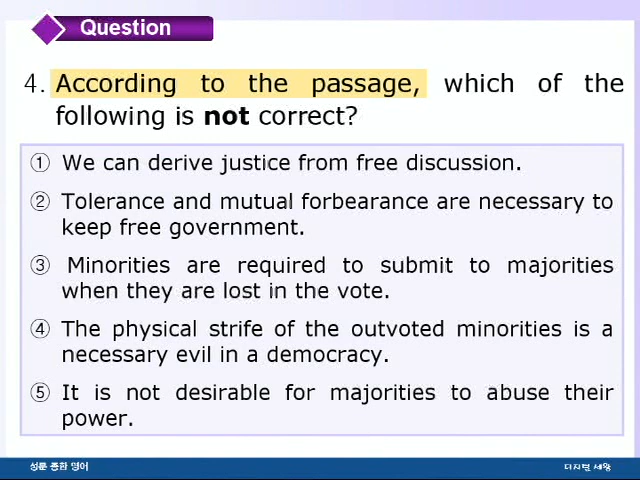 Question
4. According to the passage, which of the
following is not correct?
① We can derive justice from free discussion.
② Tolerance and mutual forbearance are necessary to
keep free government.
③ Minorities are required to submit to majorities
when they are lost in the vote.
④ The physical strife of the outvoted minorities is a
necessary evil in a democracy.
⑤ It is not desirable for majorities to abuse their
power.
성문 종합 영어
디지털 세왕